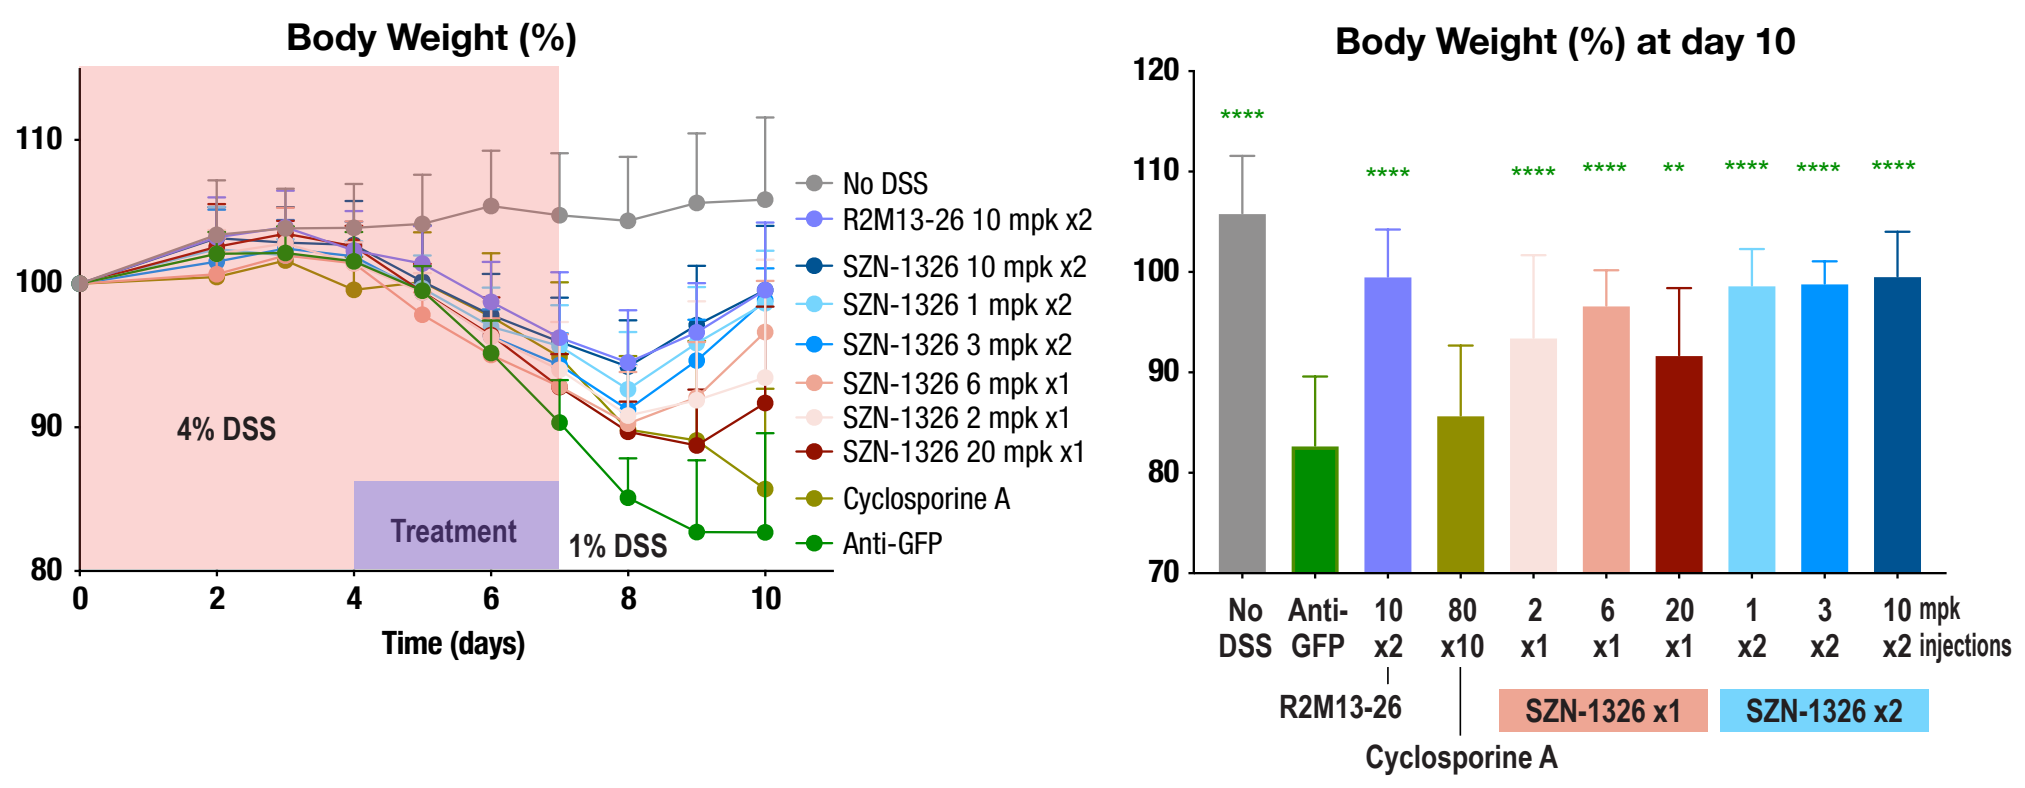 Body Weight (%)
110
100
90
80
0 2 4 6 8 10
Time (days)
4% DSS
Treatment
1% DSS
No DSS
R2M13-26 10 mpk x2
SZN-1326 10 mpk x2
SZN-1326 1 mpk x2
SZN-1326 3 mpk x2
SZN-1326 6 mpk x1
SZN-1326 2 mpk x1
SZN-1326 20 mpk x1
Cyclosporine A
Anti-GFP
Body Weight (%) at day 10
120
110
100
90
80
70
**** **** **** **** ** **** **** ****
No Anti- 10 80 2 6 20 1 3 10 mpk
DSS GFP x2 x10 x1 x1 x1 x2 x2 x2 injections
R2M13-26 SZN-1326 x1 SZN-1326 x2
Cyclosporine A